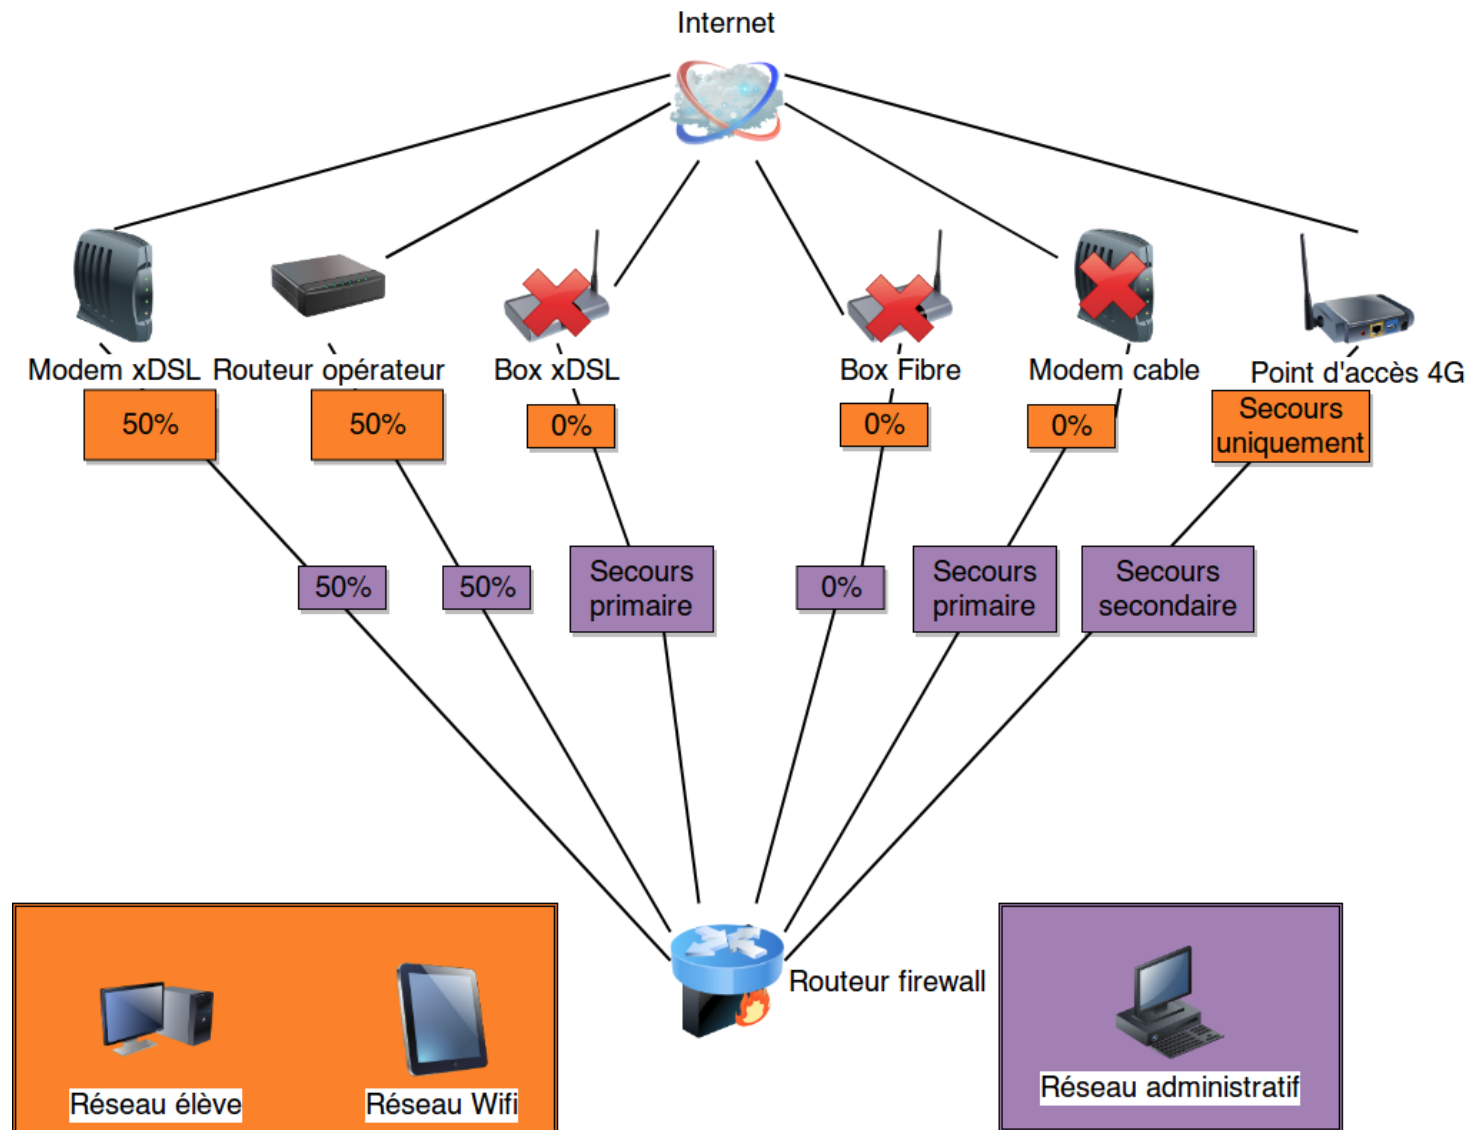 Internet
Modem xDSL
Routeur opérateur
Box xDSL
Box Fibre
Modem cable
Point d'accès 4G
50%
50%
0%
0%
0%
Secours
uniquement
50%
50%
Secours
primaire
0%
Secours
primaire
Secours
secondaire
Routeur firewall
Réseau élève
Réseau Wifi
Réseau administratif